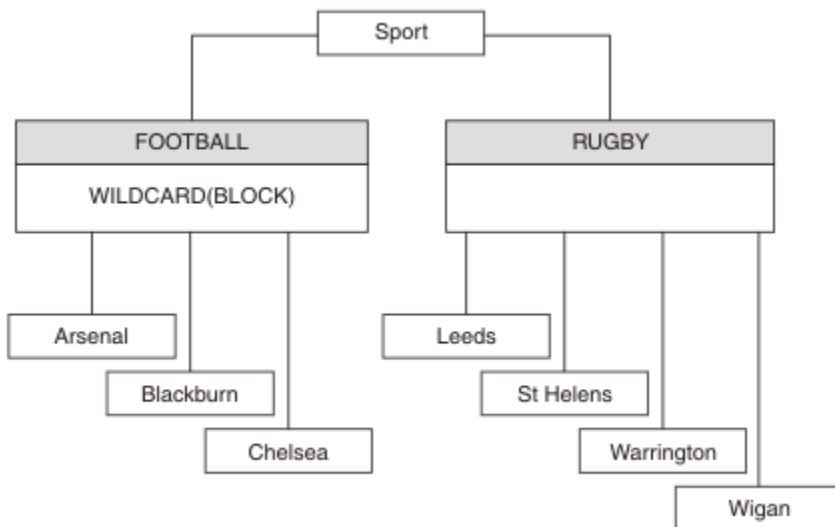 Sport
FOOTBALL
RUGBY
WILDCARD(BLOCK)
Arsenal
Leeds
Blackburn
St Helens
Chelsea
Warrington
Wigan